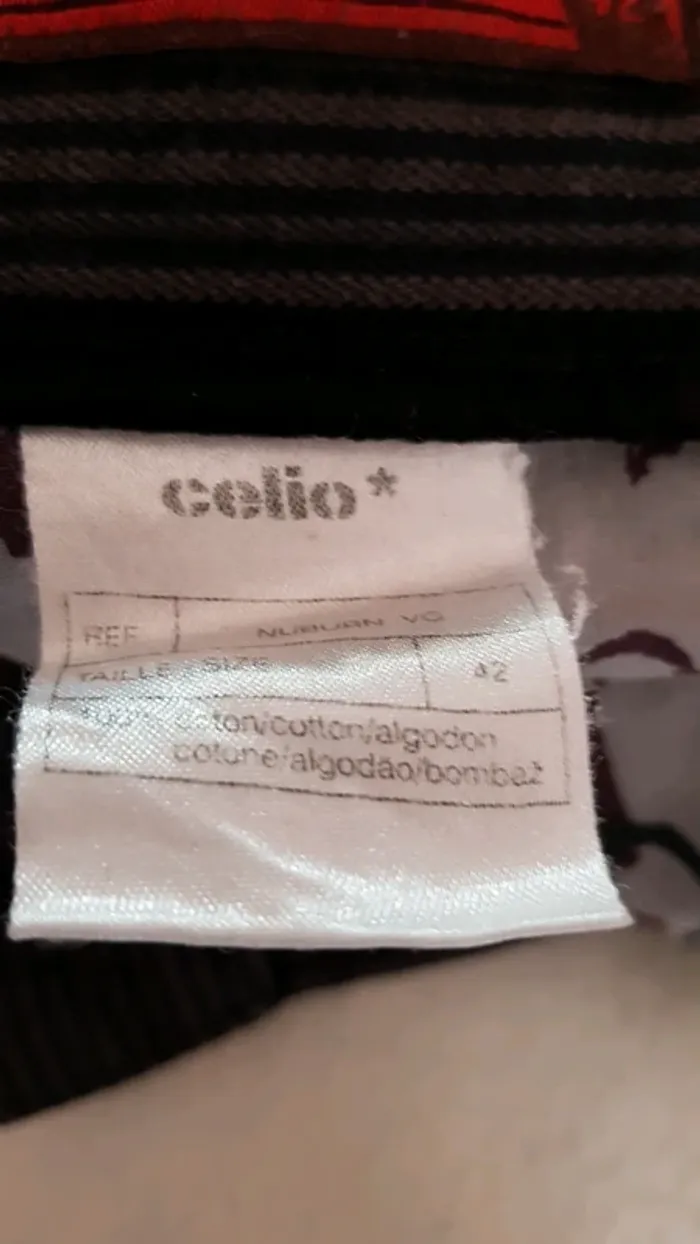 celio*
REF
TAILLE SIZE 42
coton/cotton/algodon
cotone/algodão/bombaž